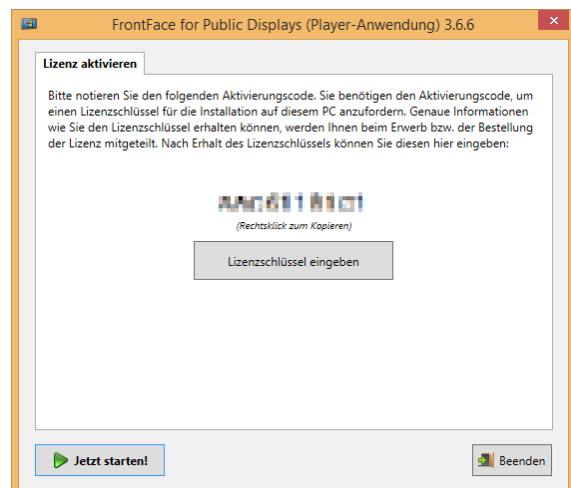 FrontFace for Public Displays (Player-Anwendung) 3.6.6
Lizenz aktivieren
Bitte notieren Sie den folgenden Aktivierungscode. Sie benötigen den Aktivierungscode, um
einen Lizenzschlüssel für die Installation auf diesem PC anzufordern. Genaue Informationen
wie Sie den Lizenzschlüssel erhalten können, werden Ihnen beim Erwerb bzw. der Bestellung
der Lizenz mitgeteilt. Nach Erhalt des Lizenzschlüssels können Sie diesen hier eingeben:
(Rechtsklick zum Kopieren)
Lizenzschlüssel eingeben
Jetzt starten!
Beenden